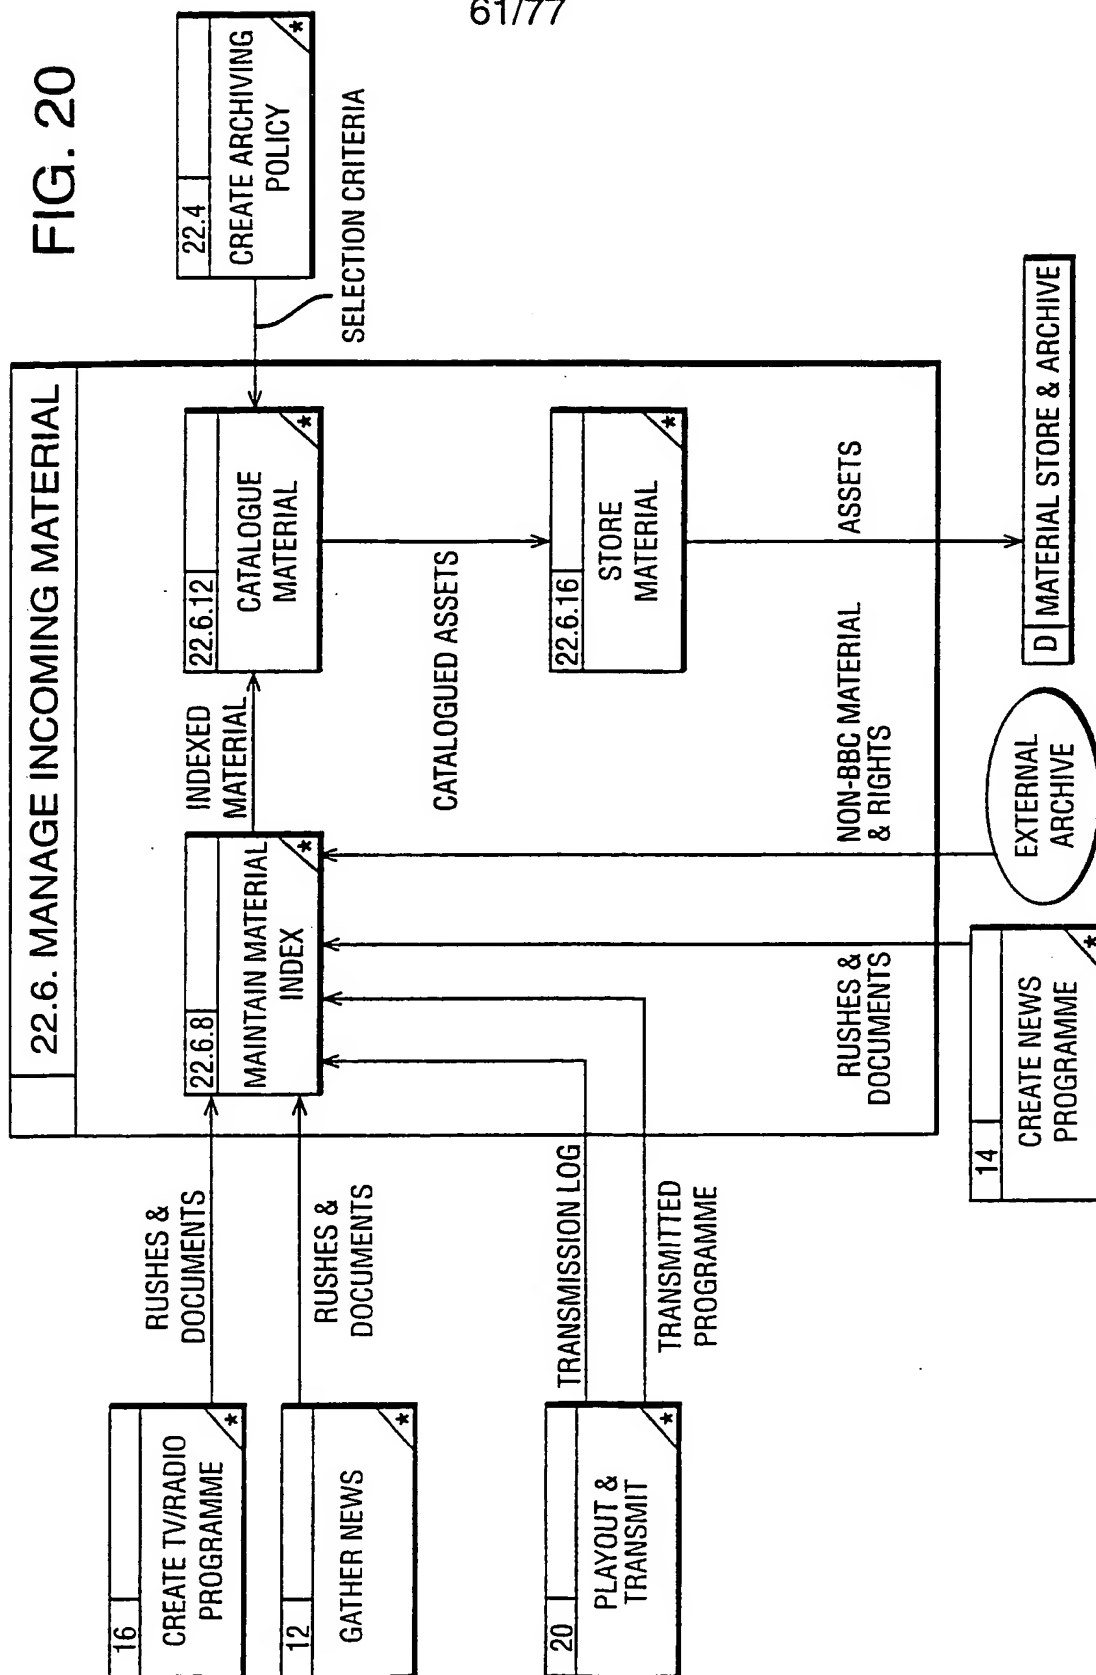 61/77
FIG. 20
22.6. MANAGE INCOMING MATERIAL
16
CREATE TV/RADIO
PROGRAMME
*
RUSHES &
DOCUMENTS
12
GATHER NEWS
*
RUSHES &
DOCUMENTS
20
PLAYOUT &
TRANSMIT
*
TRANSMISSION LOG
TRANSMITTED
PROGRAMME
22.6.8
MAINTAIN MATERIAL
INDEX
*
INDEXED
MATERIAL
22.6.12
CATALOGUE
MATERIAL
*
22.4
CREATE ARCHIVING
POLICY
*
SELECTION CRITERIA
CATALOGUED ASSETS
22.6.16
STORE
MATERIAL
*
RUSHES &
DOCUMENTS
NON-BBC MATERIAL
& RIGHTS
ASSETS
14
CREATE NEWS
PROGRAMME
*
EXTERNAL
ARCHIVE
D MATERIAL STORE & ARCHIVE